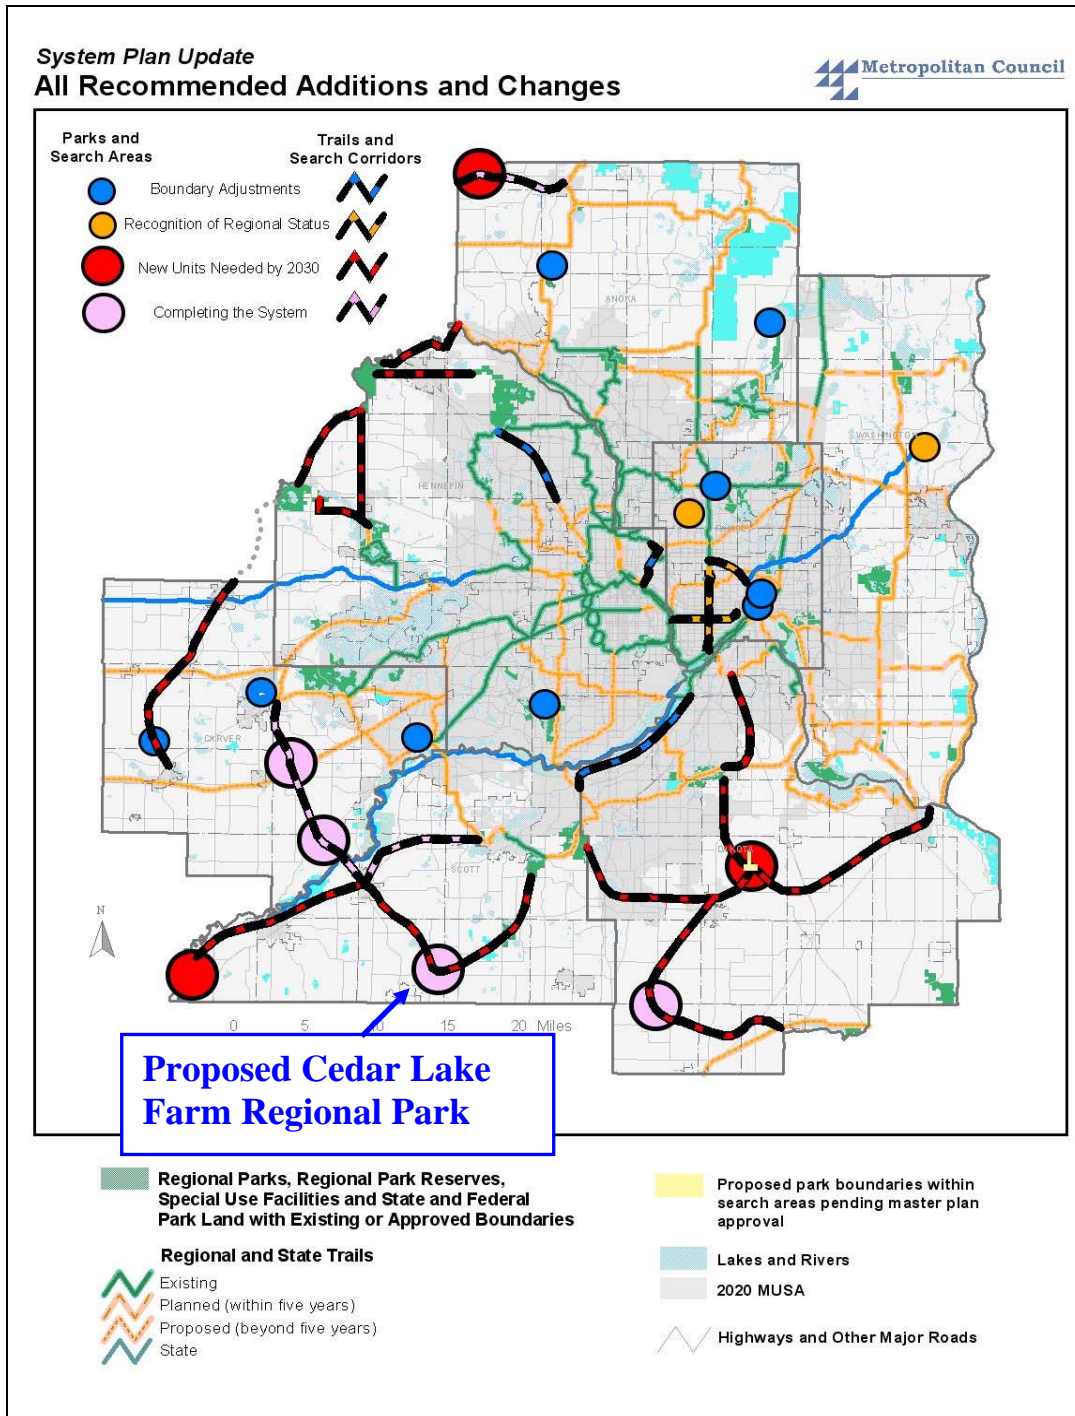 System Plan Update
All Recommended Additions and Changes
Metropolitan Council
Parks and
Search Areas
Trails and
Search Corridors
Boundary Adjustments
Recognition of Regional Status
New Units Needed by 2030
Completing the System
ANOKA
WASHINGTON
HENNEPIN
CARVER
SCOTT
DAKOTA
N
0 5 10 15 20 Miles
Proposed Cedar Lake
Farm Regional Park
Regional Parks, Regional Park Reserves,
Special Use Facilities and State and Federal
Park Land with Existing or Approved Boundaries
Regional and State Trails
Existing
Planned (within five years)
Proposed (beyond five years)
State
Proposed park boundaries within
search areas pending master plan
approval
Lakes and Rivers
2020 MUSA
Highways and Other Major Roads